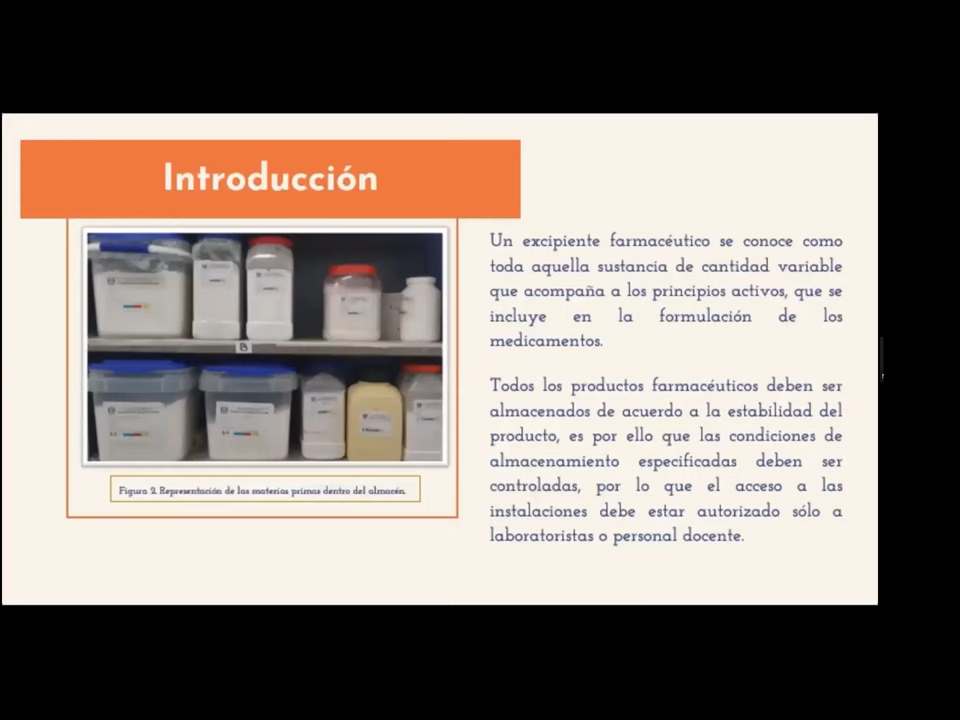 Introducción
B
Figura 2. Representación de las materias primas dentro del almacén.
Un excipiente farmacéutico se conoce como
toda aquella sustancia de cantidad variable
que acompaña a los principios activos, que se
incluye en la formulación de los
medicamentos.
Todos los productos farmacéuticos deben ser
almacenados de acuerdo a la estabilidad del
producto, es por ello que las condiciones de
almacenamiento especificadas deben ser
controladas, por lo que el acceso a las
instalaciones debe estar autorizado sólo a
laboratoristas o personal docente.